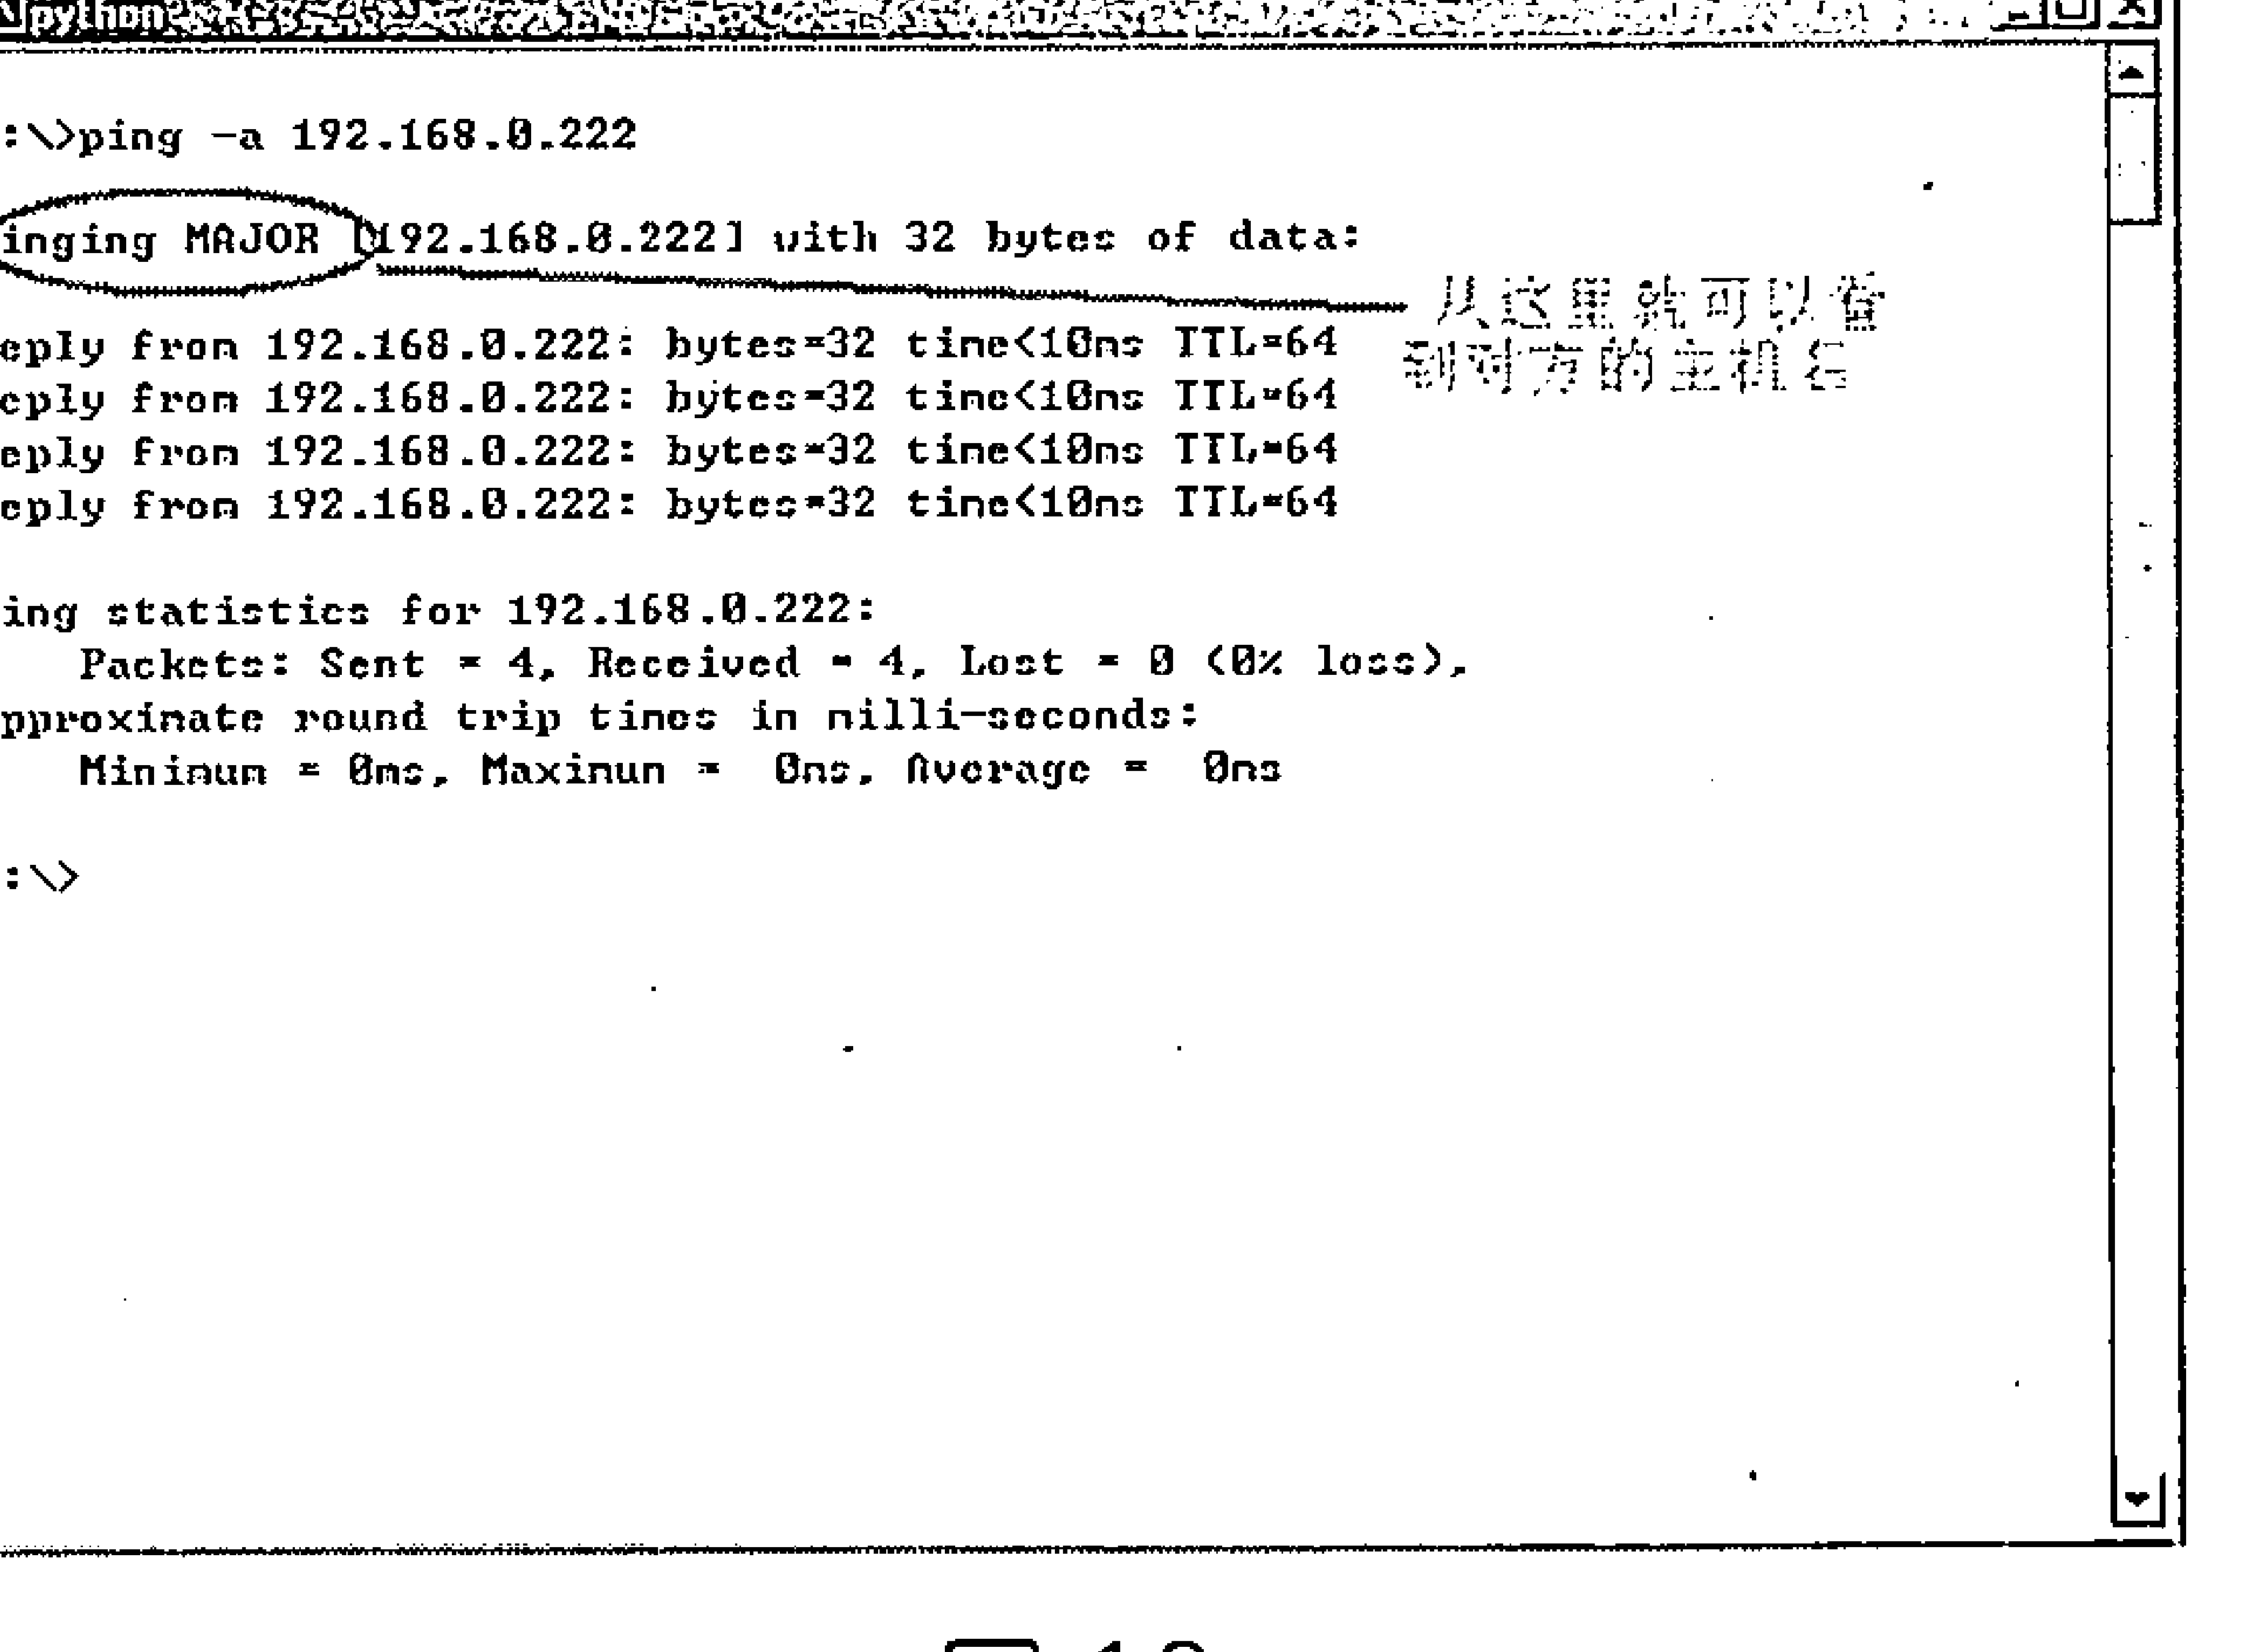 python
:\>ping -a 192.168.0.222
inging MAJOR [192.168.0.222] with 32 bytes of data:
从这里就可以看
到对方的主机名
eply from 192.168.0.222: bytes=32 time<10ms TTL=64
eply from 192.168.0.222: bytes=32 time<10ms TTL=64
eply from 192.168.0.222: bytes=32 time<10ms TTL=64
eply from 192.168.0.222: bytes=32 time<10ms TTL=64
ing statistics for 192.168.0.222:
Packets: Sent = 4, Received = 4, Lost = 0 (0% loss),
pproximate round trip times in milli-seconds:
Minimum = 0ms, Maximum =  0ms, Average =  0ms
:\>